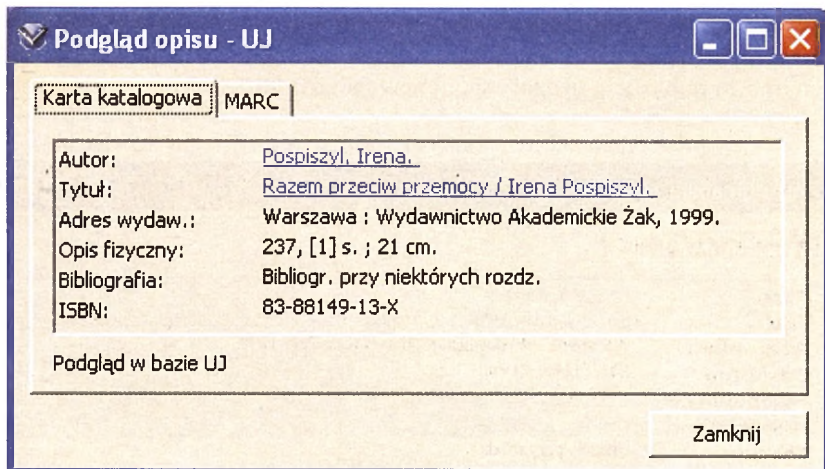 Podgląd opisu - UJ
Karta katalogowa MARC
Autor: Pospiszyl, Irena.
Tytuł: Razem przeciw przemocy / Irena Pospiszyl.
Adres wydaw.: Warszawa : Wydawnictwo Akademickie Żak, 1999.
Opis fizyczny: 237, [1] s. ; 21 cm.
Bibliografia: Bibliogr. przy niektórych rozdz.
ISBN: 83-88149-13-X
Podgląd w bazie UJ
Zamknij